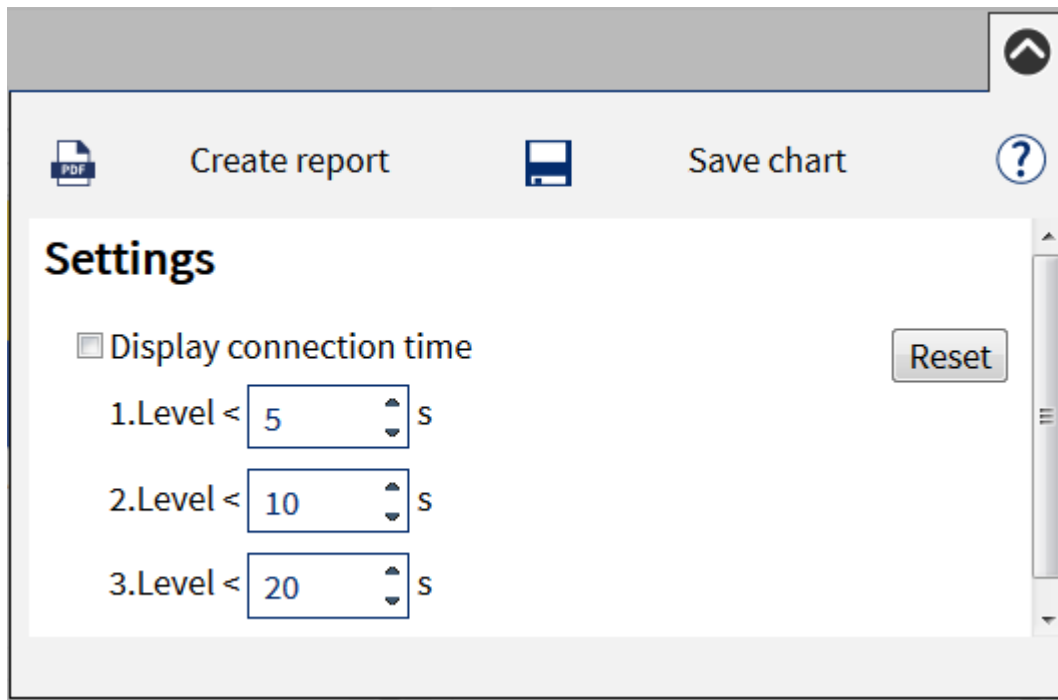 PDF Create report Save chart ?
Settings
Display connection time Reset
1.Level < 5 s
2.Level < 10 s
3.Level < 20 s